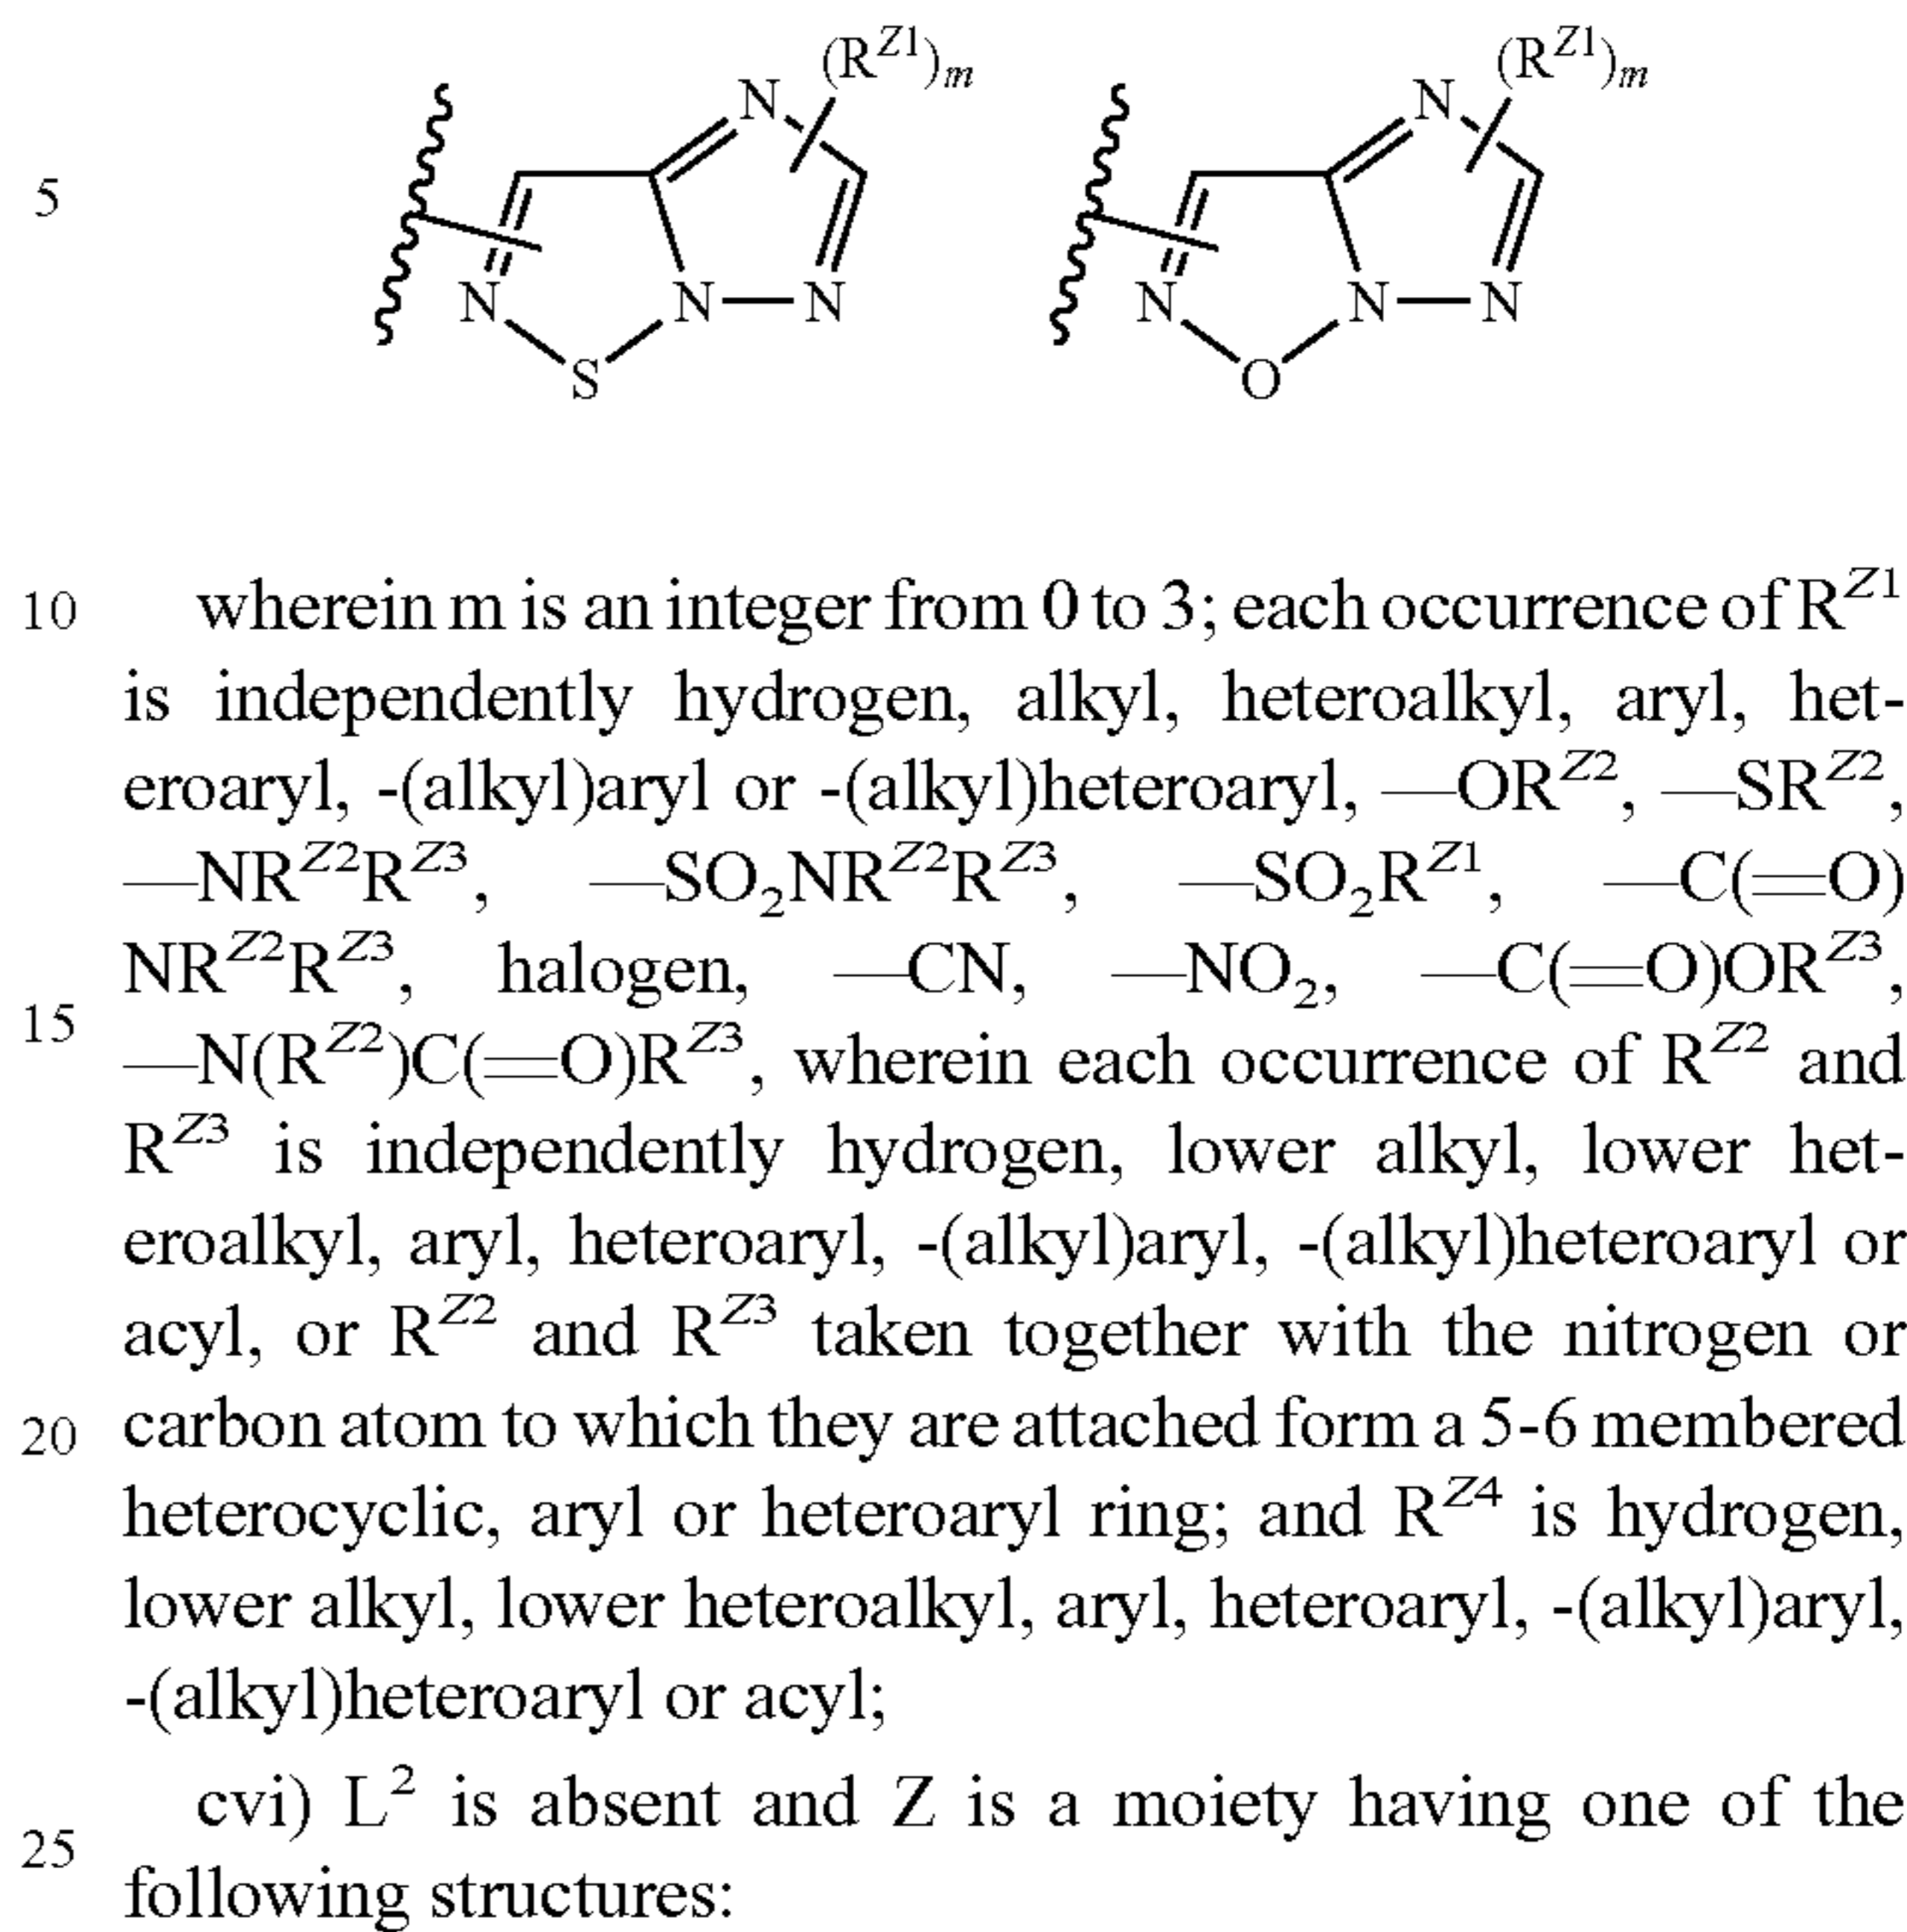 (R^{Z1})_m (R^{Z1})_m
N N
5
N N N N N N
S O
10 wherein m is an integer from 0 to 3; each occurrence of R^{Z1}
is independently hydrogen, alkyl, heteroalkyl, aryl, het-
eroaryl, -(alkyl)aryl or -(alkyl)heteroaryl, —OR^{Z2}, —SR^{Z2},
—NR^{Z2}R^{Z3}, —SO_2NR^{Z2}R^{Z3}, —SO_2R^{Z1}, —C(=O)
NR^{Z2}R^{Z3}, halogen, —CN, —NO_2, —C(=O)OR^{Z3},
15 —N(R^{Z2})C(=O)R^{Z3}, wherein each occurrence of R^{Z2} and
R^{Z3} is independently hydrogen, lower alkyl, lower het-
eroalkyl, aryl, heteroaryl, -(alkyl)aryl, -(alkyl)heteroaryl or
acyl, or R^{Z2} and R^{Z3} taken together with the nitrogen or
20 carbon atom to which they are attached form a 5-6 membered
heterocyclic, aryl or heteroaryl ring; and R^{Z4} is hydrogen,
lower alkyl, lower heteroalkyl, aryl, heteroaryl, -(alkyl)aryl,
-(alkyl)heteroaryl or acyl;
cvi) L^2 is absent and Z is a moiety having one of the
25 following structures: